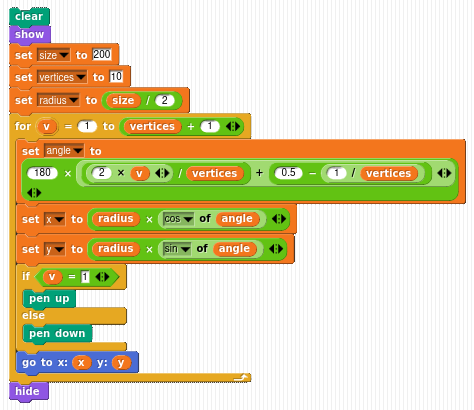 clear
show
set size to 200
set vertices to 10
set radius to size / 2
for v = 1 to vertices + 1
set angle to
180 × 2 × v / vertices + 0.5 − 1 / vertices
set x to radius × cos of angle
set y to radius × sin of angle
if v = 1
pen up
else
pen down
go to x: x y: y
hide